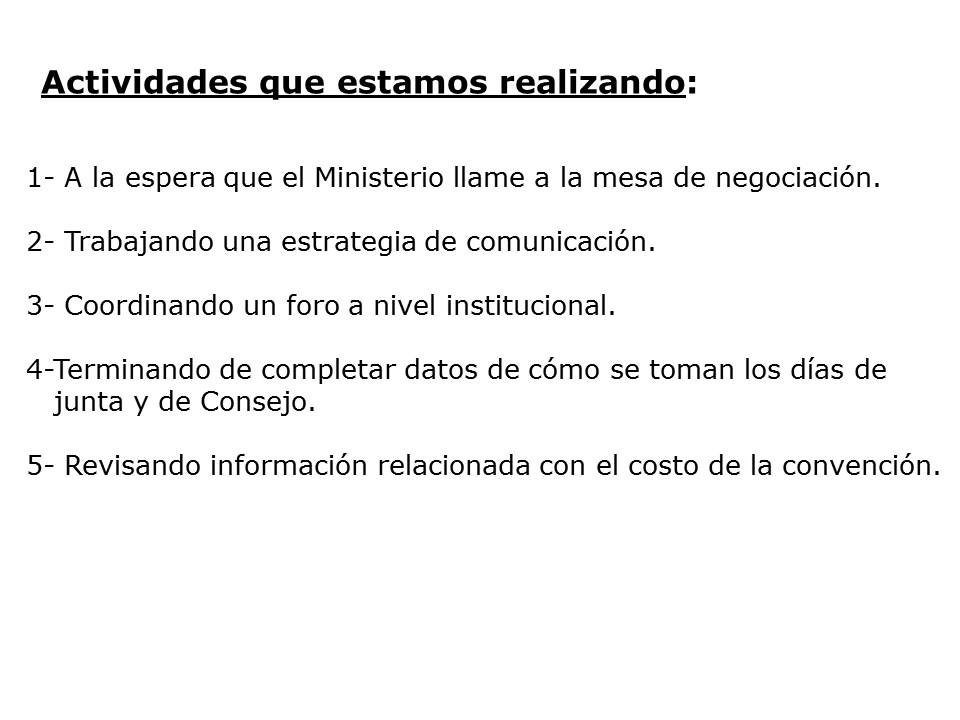 Actividades que estamos realizando:
1- A la espera que el Ministerio llame a la mesa de negociación.
2- Trabajando una estrategia de comunicación.
3- Coordinando un foro a nivel institucional.
4-Terminando de completar datos de cómo se toman los días de
junta y de Consejo.
5- Revisando información relacionada con el costo de la convención.